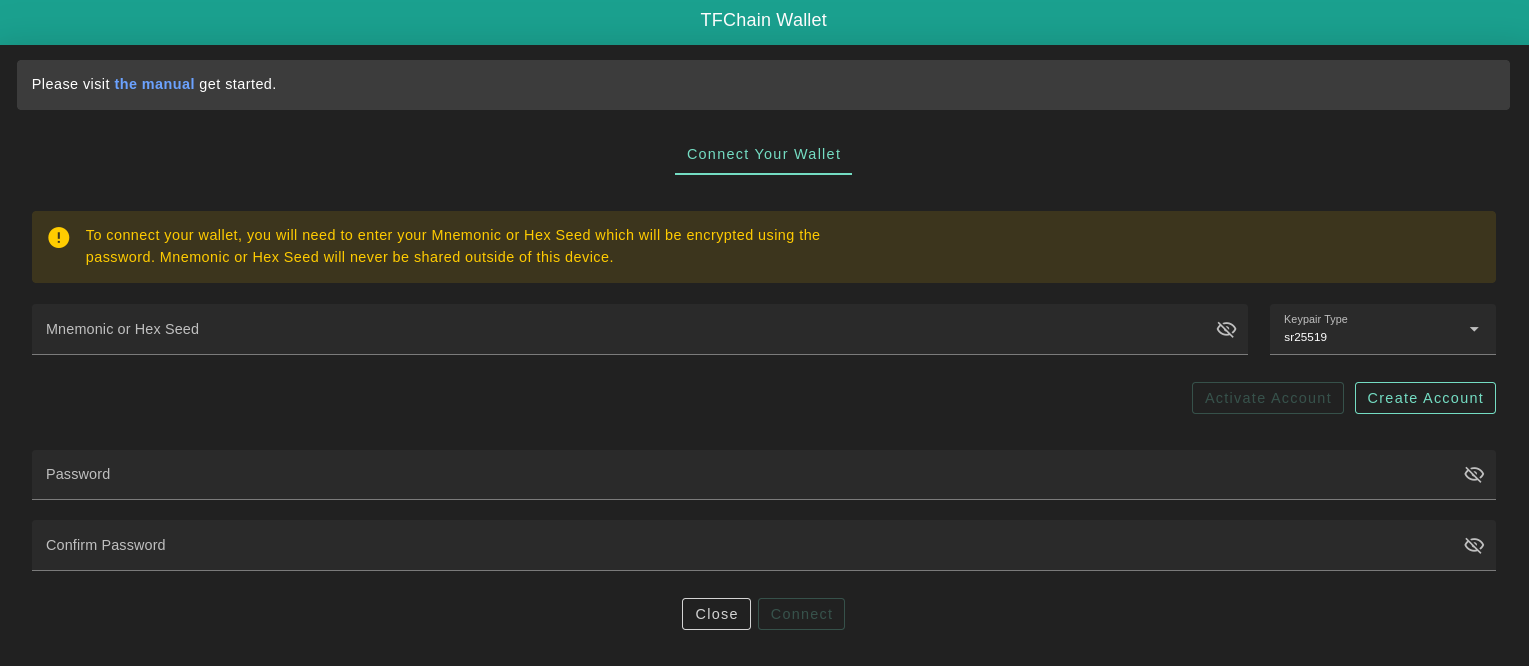 TFChain Wallet
Please visit the manual get started.
Connect Your Wallet
To connect your wallet, you will need to enter your Mnemonic or Hex Seed which will be encrypted using the
password. Mnemonic or Hex Seed will never be shared outside of this device.
Mnemonic or Hex Seed
Keypair Type
sr25519
Activate Account
Create Account
Password
Confirm Password
Close
Connect